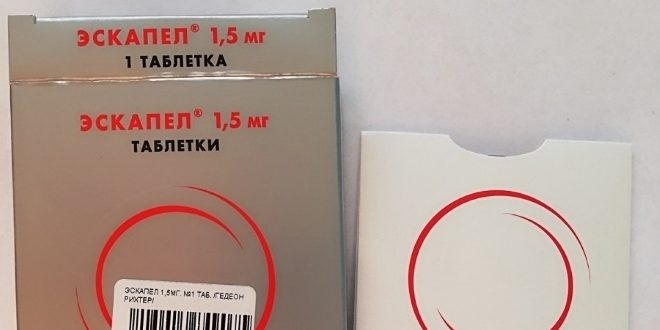 ЭСКАПЕЛ® 1,5 мг
1 ТАБЛЕТКА
ЭСКАПЕЛ® 1,5 мг
ТАБЛЕТКИ
ЭСКАПЕЛ 1,5МГ. №1 ТАБ. /ГЕДЕОН
РИХТЕР/